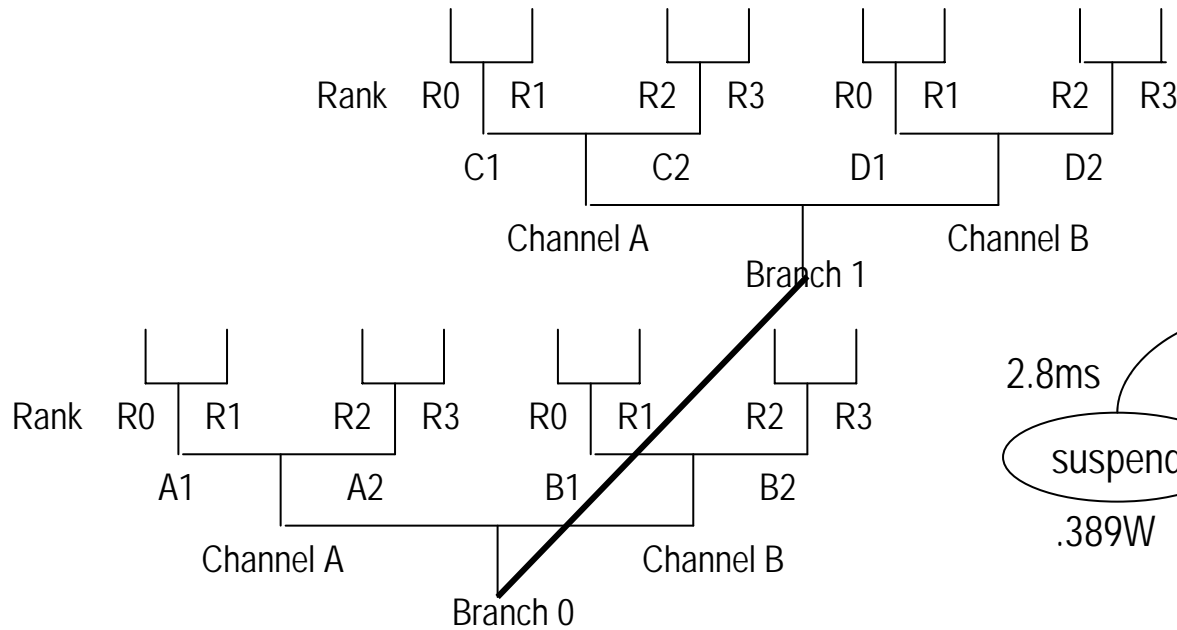 Rank R0 R1 R2 R3 R0 R1 R2 R3
C1 C2 D1 D2
Channel A Channel B
Branch 1
2.8ms
Rank R0 R1 R2 R3 R0 R1 R2 R3
suspend
A1 A2 B1 B2
.389W
Channel A Channel B
Branch 0